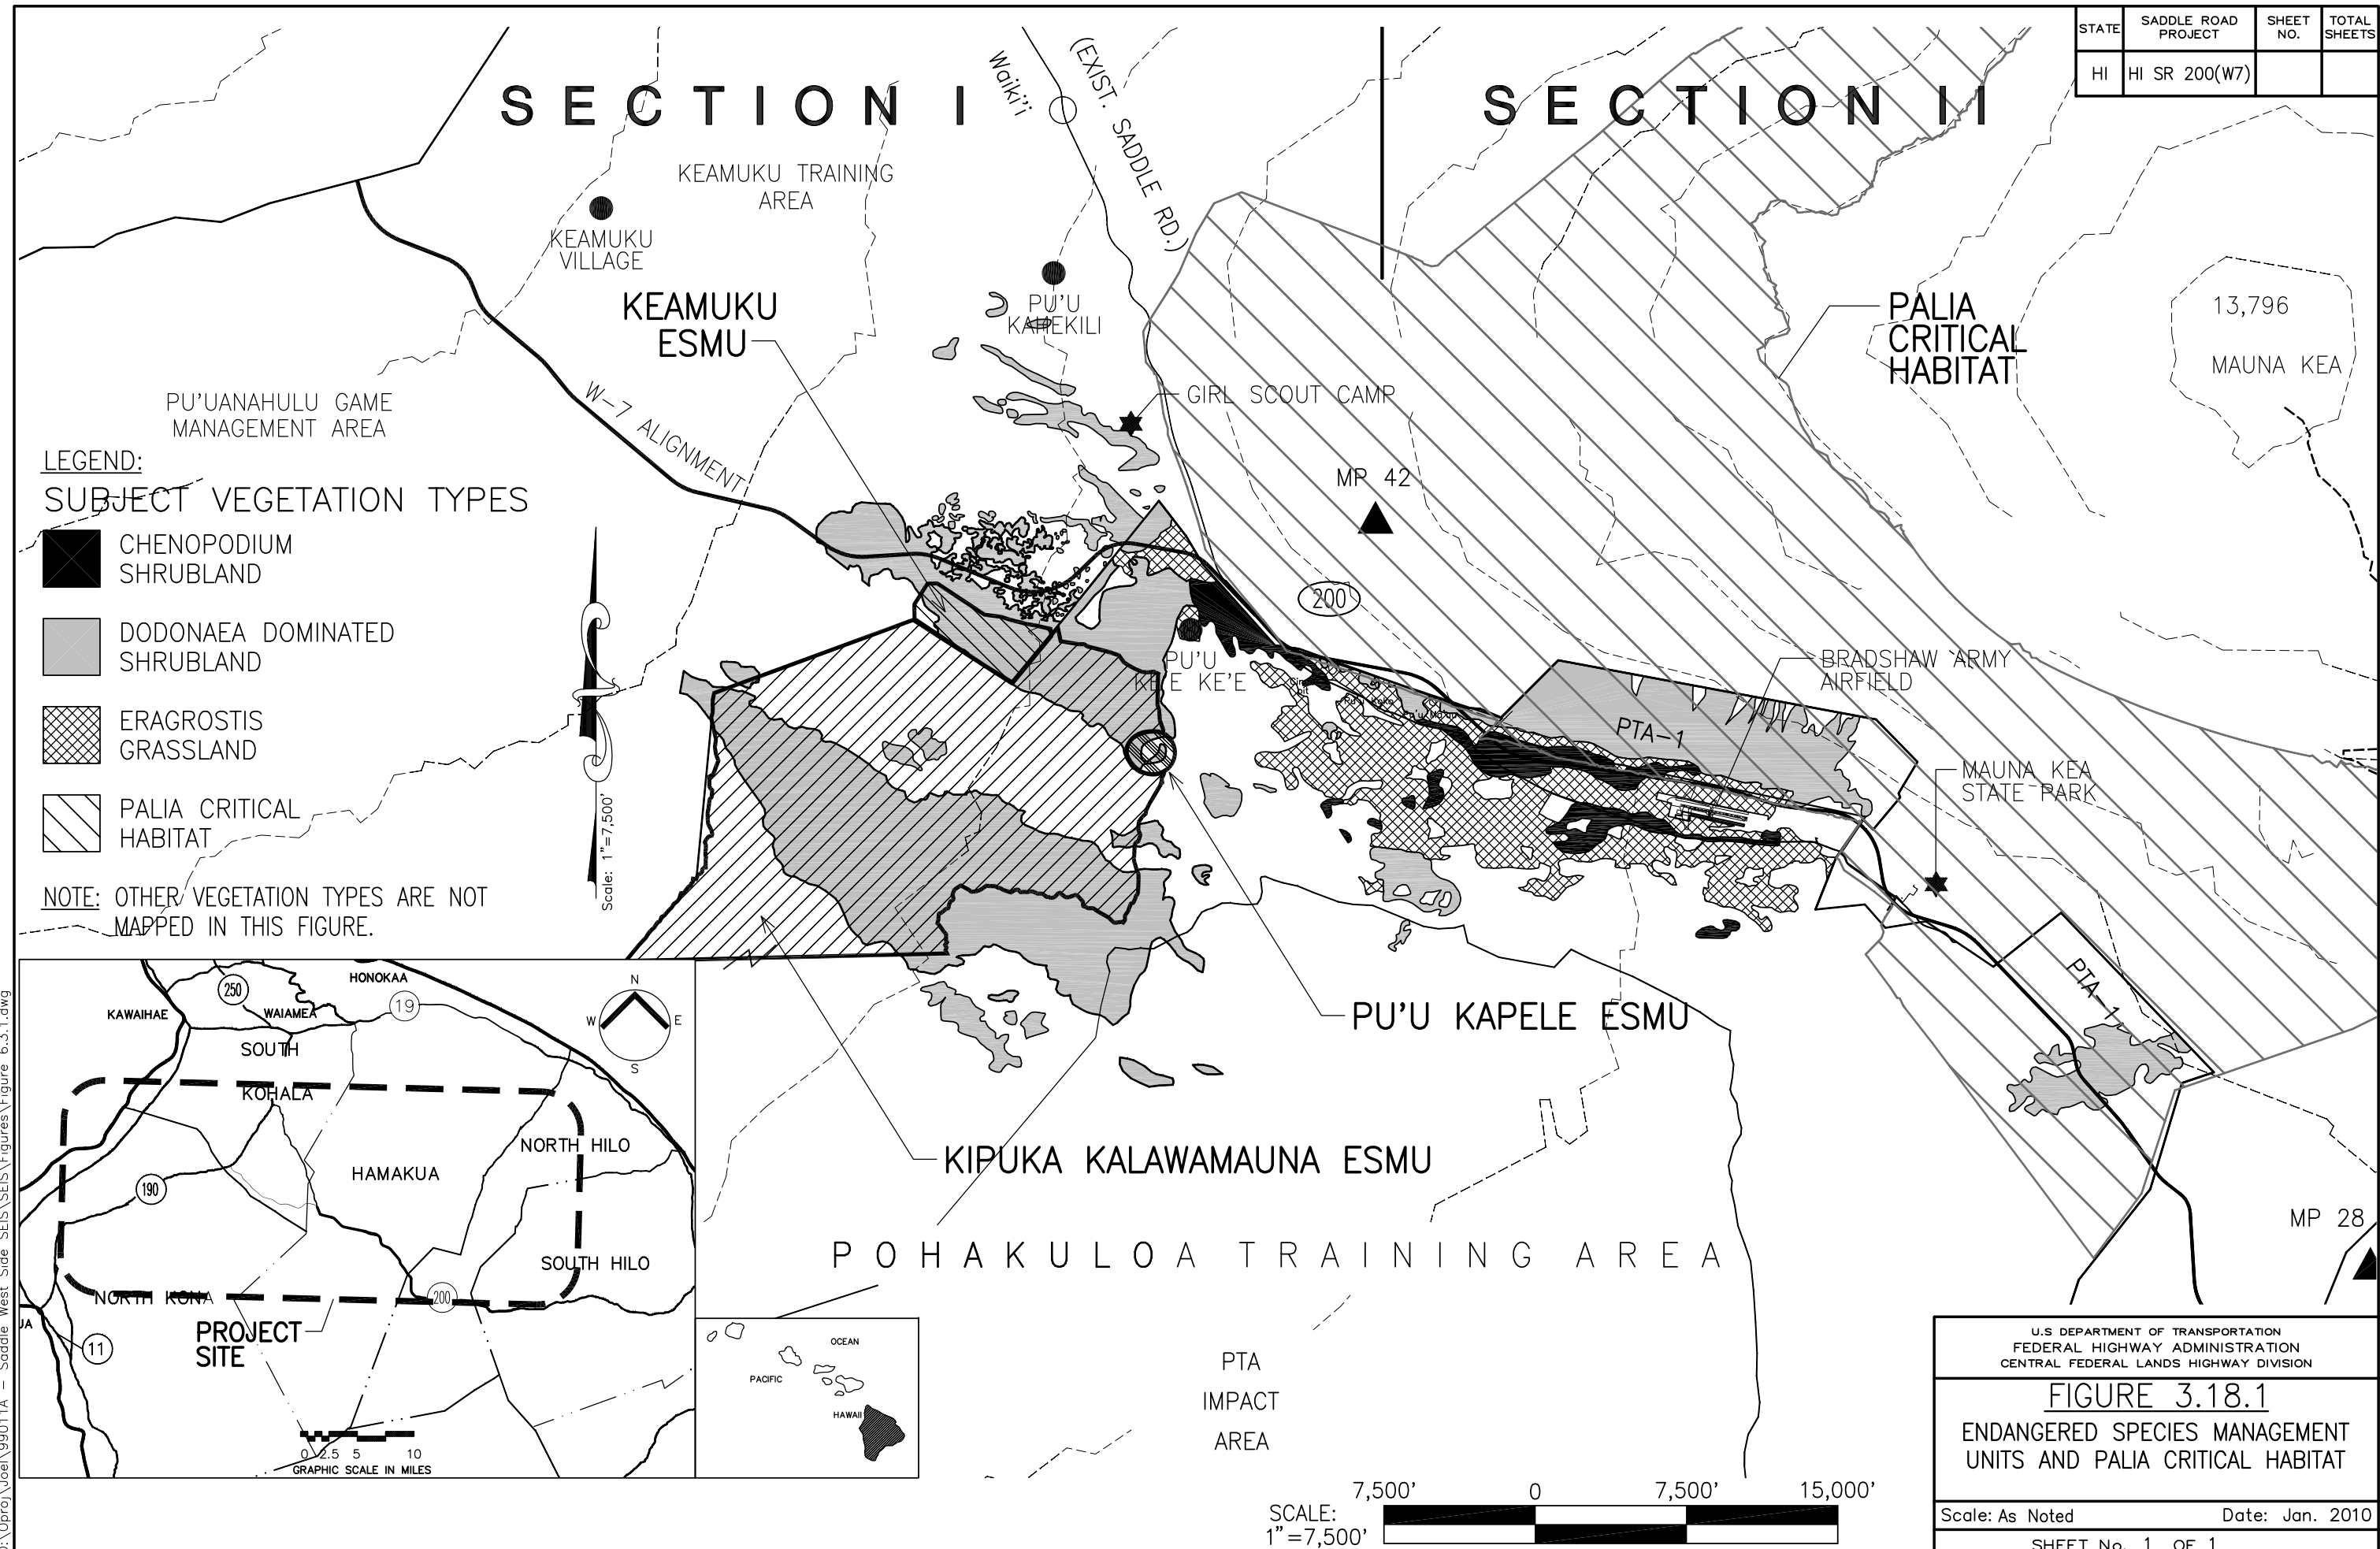 STATE
SADDLE ROAD
PROJECT
SHEET
NO.
TOTAL
SHEETS
HI
HI SR 200(W7)
SECTION I
SECTION II
Waiki'i
(EXIST. SADDLE RD.)
KEAMUKU TRAINING
AREA
KEAMUKU
VILLAGE
KEAMUKU
ESMU
PU'U
KAHEKILI
PALIA
CRITICAL
HABITAT
13,796
MAUNA KEA
GIRL SCOUT CAMP
PU'UANAHULU GAME
MANAGEMENT AREA
W-7 ALIGNMENT
MP 42
200
LEGEND:
SUBJECT VEGETATION TYPES
CHENOPODIUM
SHRUBLAND
DODONAEA DOMINATED
SHRUBLAND
ERAGROSTIS
GRASSLAND
PALIA CRITICAL
HABITAT
NOTE: OTHER VEGETATION TYPES ARE NOT
MAPPED IN THIS FIGURE.
Scale: 1"=7,500'
PU'U
KE'E KE'E
BRADSHAW ARMY
AIRFIELD
PTA-1
MAUNA KEA
STATE PARK
PTA-1
PU'U KAPELE ESMU
KIPUKA KALAWAMAUNA ESMU
POHAKULOA TRAINING AREA
MP 28
PTA
IMPACT
AREA
HONOKAA
250
19
KAWAIHAE
WAIAMEA
SOUTH
KOHALA
N
W
E
S
NORTH HILO
HAMAKUA
190
SOUTH HILO
NORTH KONA
200
UA
PROJECT
SITE
11
0 2.5 5 10
GRAPHIC SCALE IN MILES
OCEAN
PACIFIC
HAWAII
SCALE:
1"=7,500'
7,500' 0 7,500' 15,000'
U.S DEPARTMENT OF TRANSPORTATION
FEDERAL HIGHWAY ADMINISTRATION
CENTRAL FEDERAL LANDS HIGHWAY DIVISION
FIGURE 3.18.1
ENDANGERED SPECIES MANAGEMENT
UNITS AND PALIA CRITICAL HABITAT
Scale: As Noted Date: Jan. 2010
SHEET No. 1 OF 1